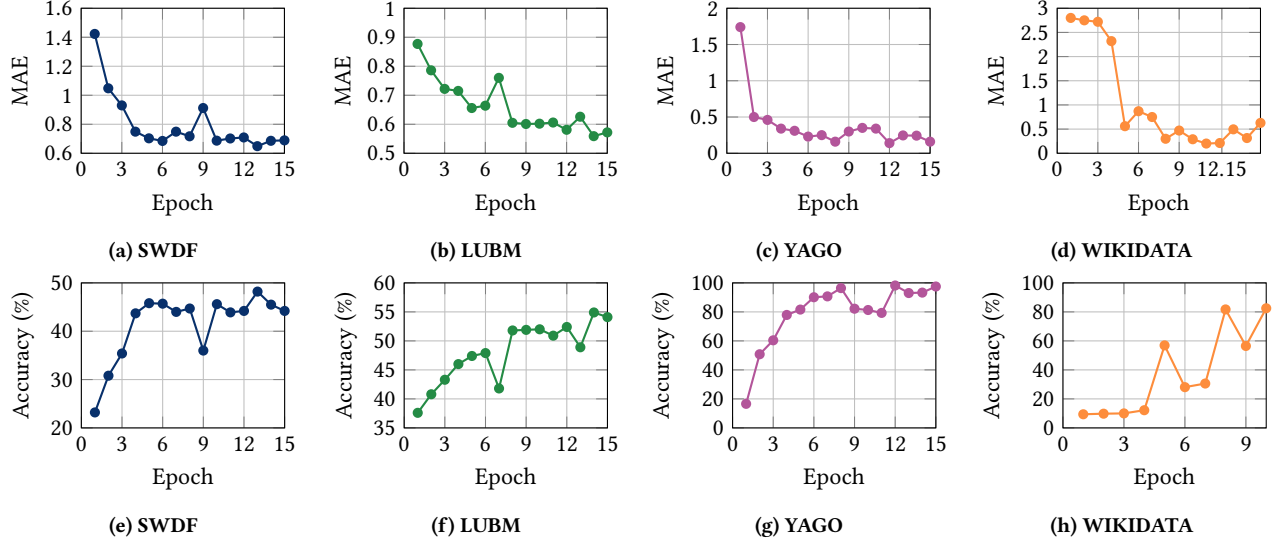 1.6
1.4
1.2
1
0.8
0.6
0 3 6 9 12 15
MAE
Epoch
(a) SWDF
1
0.9
0.8
0.7
0.6
0.5
0 3 6 9 12 15
MAE
Epoch
(b) LUBM
2
1.5
1
0.5
0
0 3 6 9 12 15
MAE
Epoch
(c) YAGO
3
2.5
2
1.5
1
0.5
0
0 3 6 9 12.15
MAE
Epoch
(d) WIKIDATA
50
40
30
20
0 3 6 9 12 15
Accuracy (%)
Epoch
(e) SWDF
60
55
50
45
40
35
0 3 6 9 12 15
Accuracy (%)
Epoch
(f) LUBM
100
80
60
40
20
0
0 3 6 9 12 15
Accuracy (%)
Epoch
(g) YAGO
100
80
60
40
20
0
0 3 6 9
Accuracy (%)
Epoch
(h) WIKIDATA